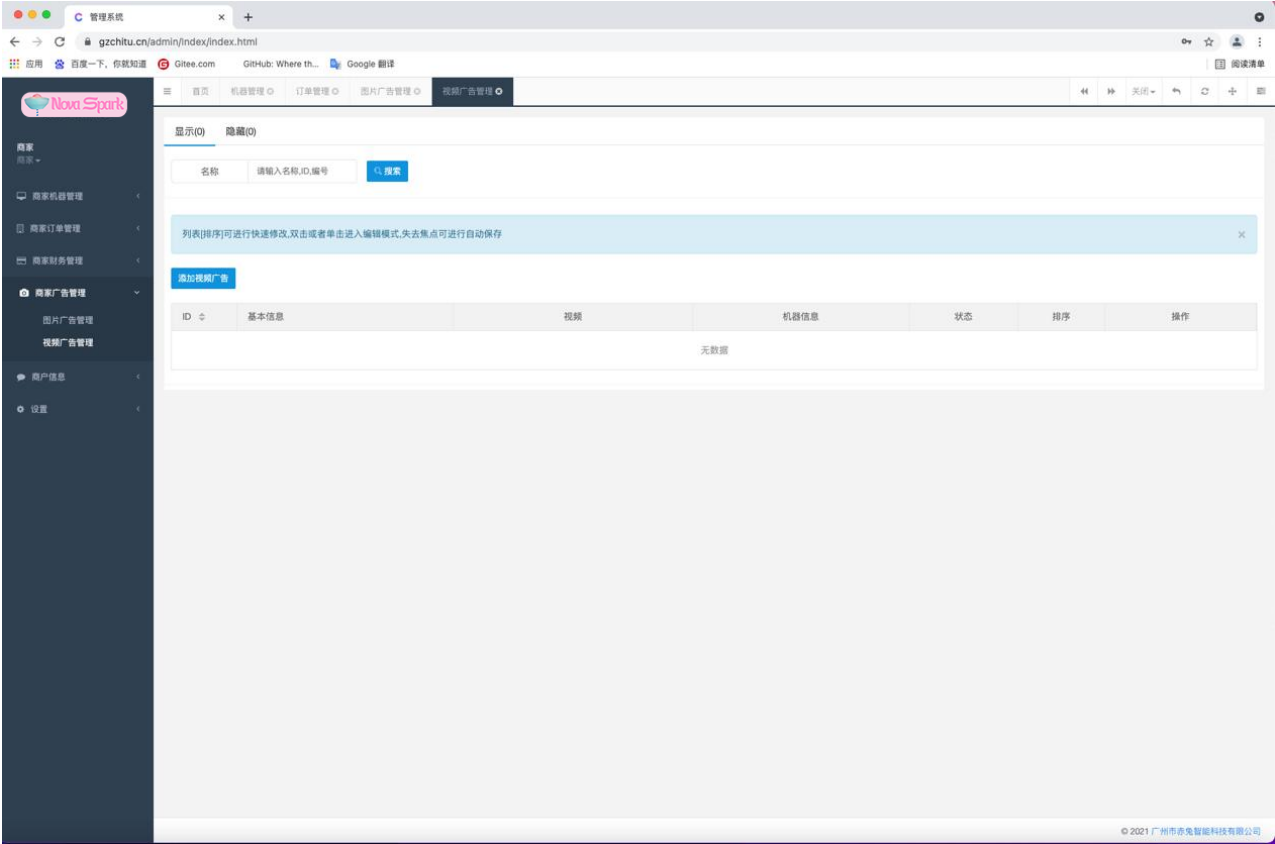 管理系统
gzchitu.cn/admin/index/index.html
应用 百度一下，你就知道 Gitee.com GitHub: Where th... Google 翻译 阅读清单
Nova Spark
首页 机器管理 订单管理 图片广告管理 视频广告管理 关闭
显示(0) 隐藏(0)
商家
商家
名称 请输入名称,ID,编号 搜索
商家机器管理
商家订单管理
列表[排序]可进行快速修改,双击或者单击进入编辑模式,失去焦点可进行自动保存
商家财务管理
添加视频广告
商家广告管理
ID 基本信息 视频 机器信息 状态 排序 操作
图片广告管理
视频广告管理
无数据
商户信息
设置
© 2021 广州市赤兔智能科技有限公司